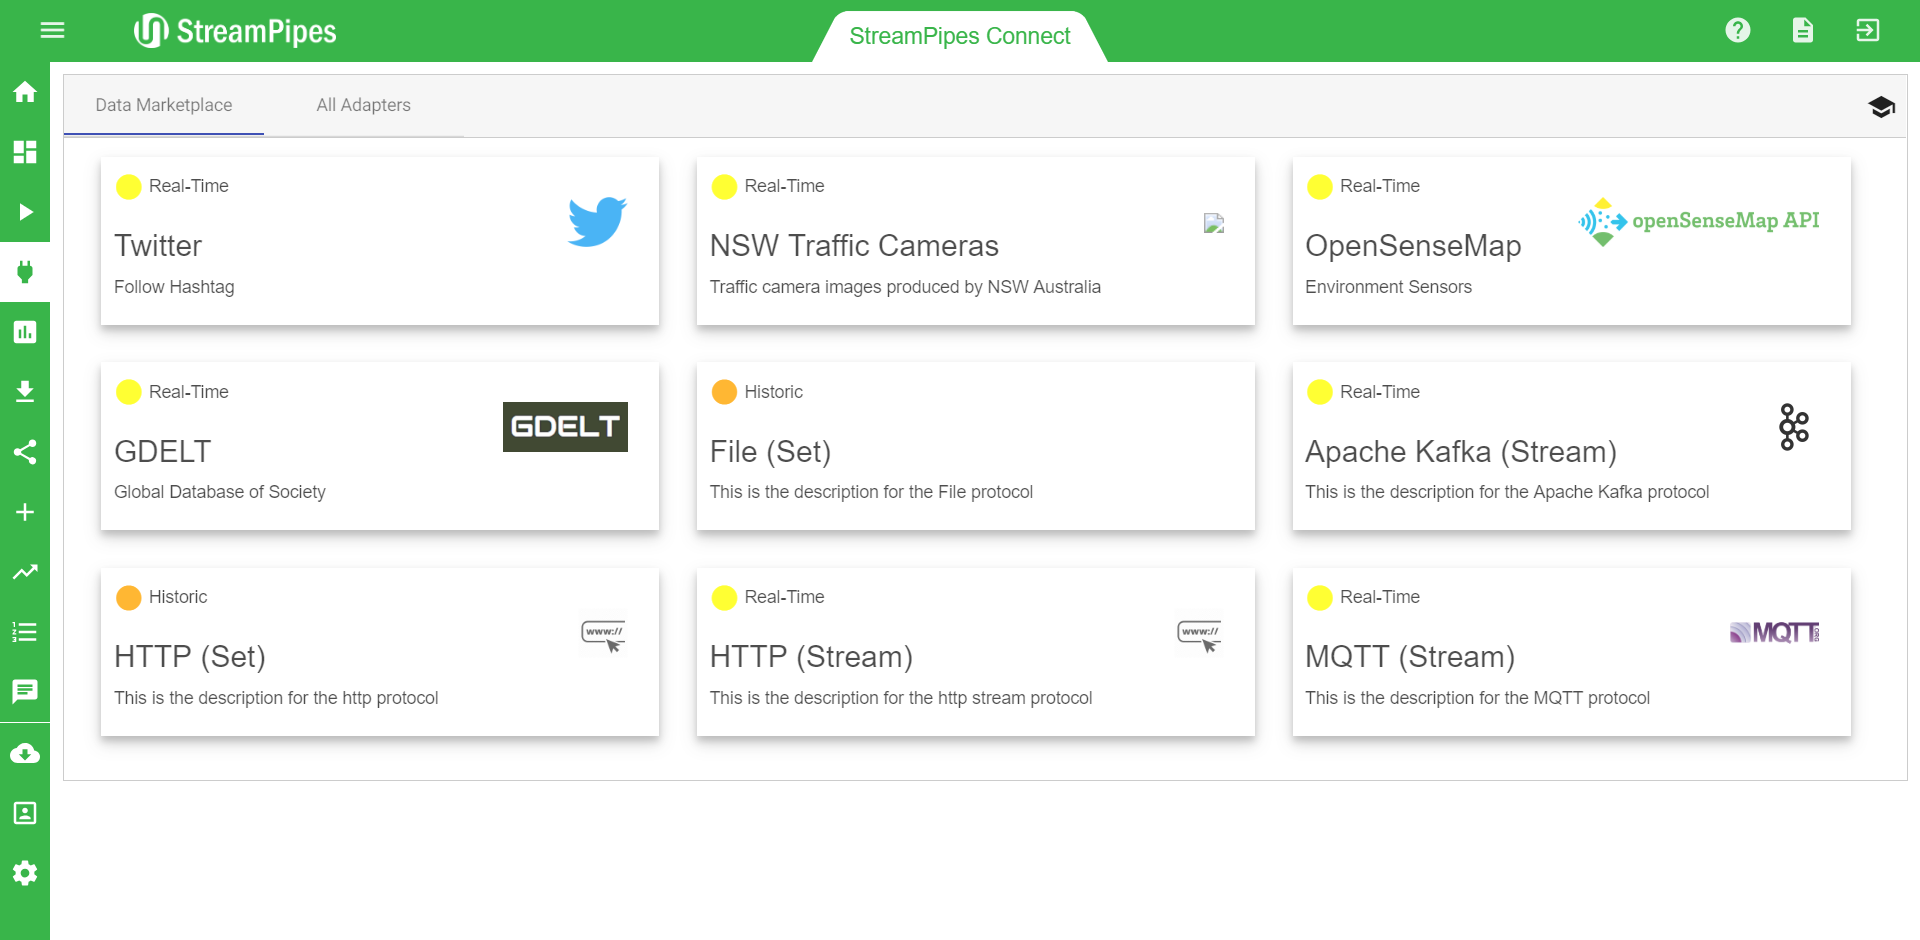 StreamPipes
StreamPipes Connect
Data Marketplace
All Adapters
Real-Time
Twitter
Follow Hashtag
Real-Time
NSW Traffic Cameras
Traffic camera images produced by NSW Australia
Real-Time
OpenSenseMap
Environment Sensors
openSenseMap API
Real-Time
GDELT
Global Database of Society
GDELT
Historic
File (Set)
This is the description for the File protocol
Real-Time
Apache Kafka (Stream)
This is the description for the Apache Kafka protocol
Historic
HTTP (Set)
This is the description for the http protocol
www://
Real-Time
HTTP (Stream)
This is the description for the http stream protocol
www://
Real-Time
MQTT (Stream)
This is the description for the MQTT protocol
MQTT
.ORG